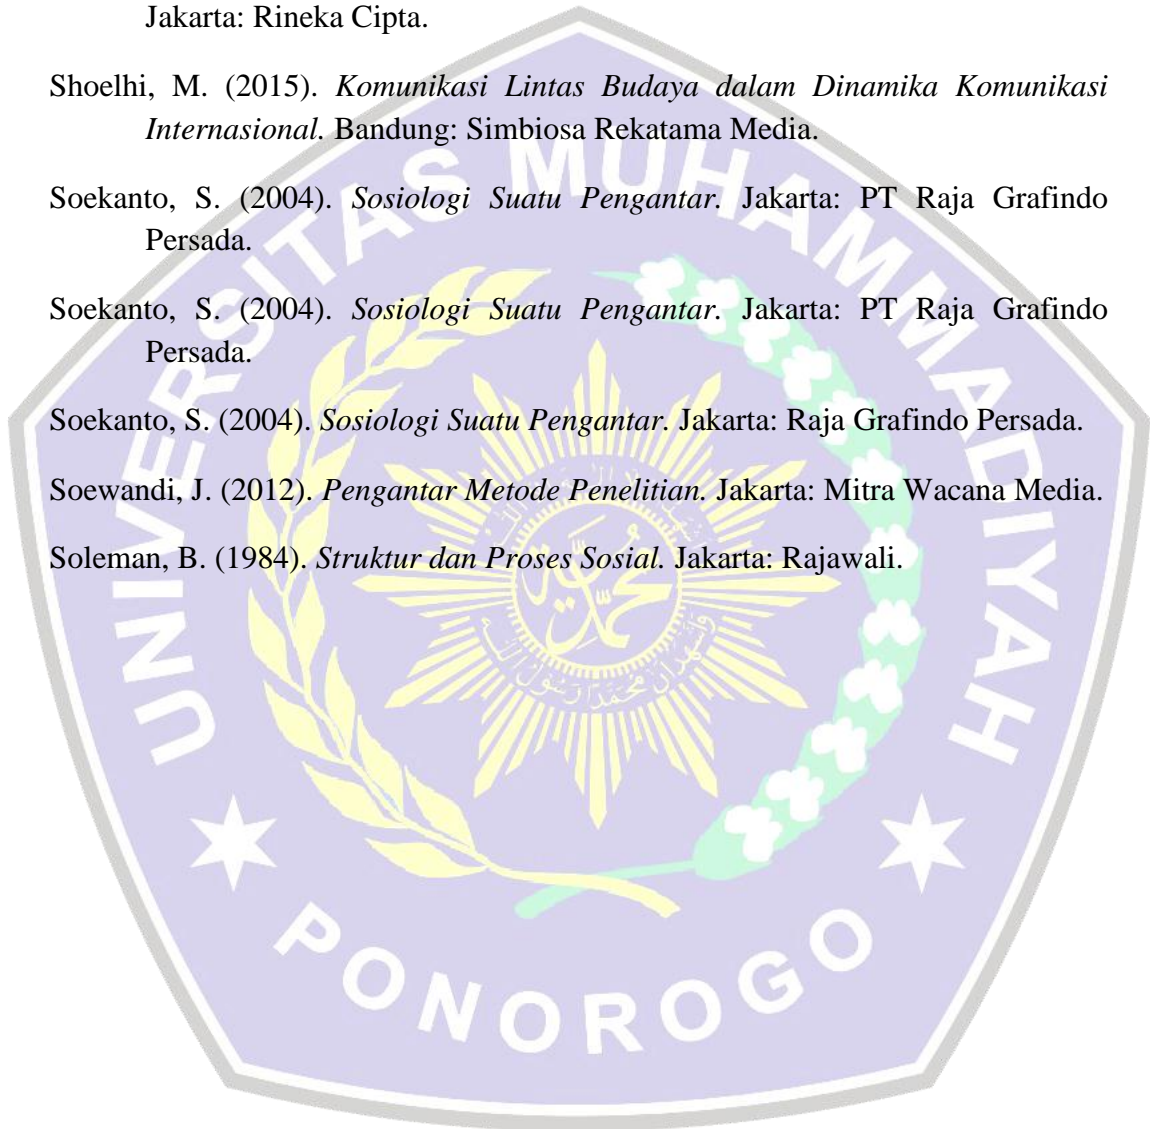 Jakarta: Rineka Cipta.
Shoelhi, M. (2015). Komunikasi Lintas Budaya dalam Dinamika Komunikasi
Internasional. Bandung: Simbiosa Rekatama Media.
Soekanto, S. (2004). Sosiologi Suatu Pengantar. Jakarta: PT Raja Grafindo
Persada.
Soekanto, S. (2004). Sosiologi Suatu Pengantar. Jakarta: PT Raja Grafindo
Persada.
Soekanto, S. (2004). Sosiologi Suatu Pengantar. Jakarta: Raja Grafindo Persada.
Soewandi, J. (2012). Pengantar Metode Penelitian. Jakarta: Mitra Wacana Media.
Soleman, B. (1984). Struktur dan Proses Sosial. Jakarta: Rajawali.
UNIVERSITAS MUHAMMADIYAH
PONOROGO
محمدية